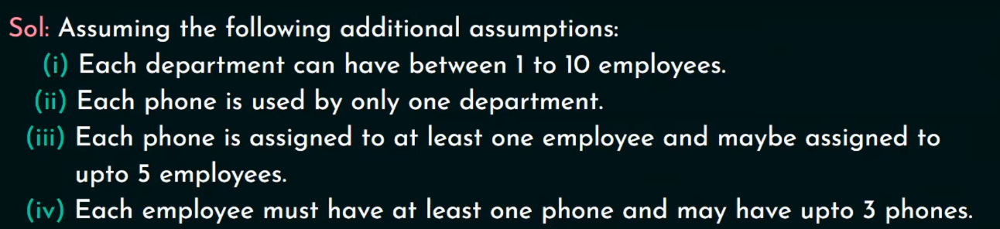 Sol: Assuming the following additional assumptions:
(i) Each department can have between 1 to 10 employees.
(ii) Each phone is used by only one department.
(iii) Each phone is assigned to at least one employee and maybe assigned to
upto 5 employees.
(iv) Each employee must have at least one phone and may have upto 3 phones.